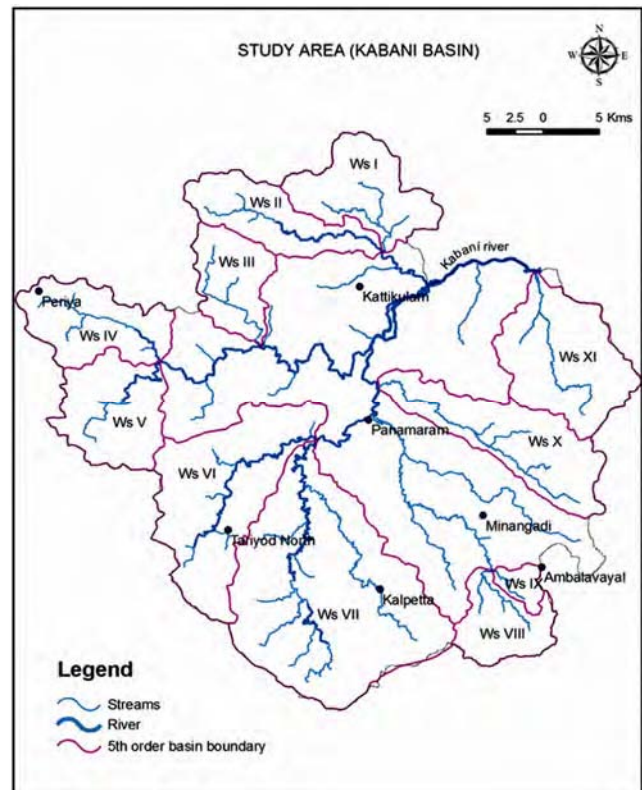 STUDY AREA (KABANI BASIN)
N
W E
S
5 2.5 0 5 Kms
Ws I
Ws II
Kabani river
Ws III
Kattikulam
Periya
Ws IV
Ws XI
Ws V
Panamaram
Ws X
Ws VI
Minangadi
Tariyod North
Ambalavayal
Ws IX
Kalpetta
Ws VII
Ws VIII
Legend
Streams
River
5th order basin boundary